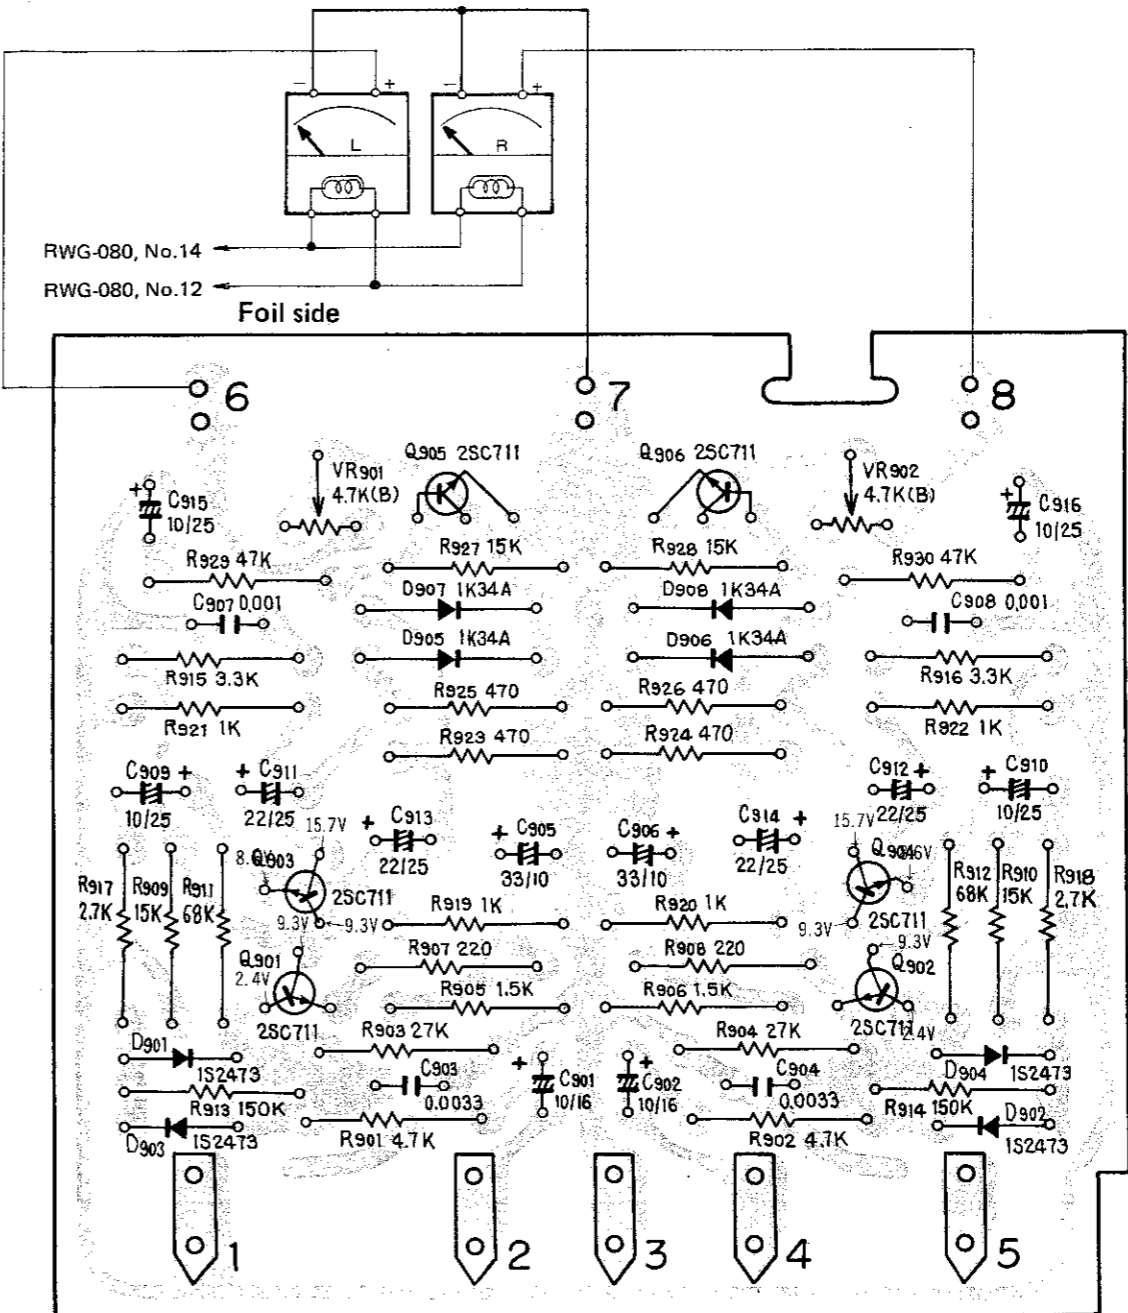 − + − +
L R
RWG-080, No.14
RWG-080, No.12
Foil side
6 7 8
Q905 2SC711
Q906 2SC711
VR901
4.7K(B)
VR902
4.7K(B)
+ C915
10/25
+ C916
10/25
R927 15K
R928 15K
R929 47K
R930 47K
D907 1K34A
D908 1K34A
C907 0.001
C908 0.001
D905 1K34A
D906 1K34A
R915 3.3K
R916 3.3K
R925 470
R926 470
R921 1K
R922 1K
R923 470
R924 470
C909 +
10/25
+ C911
22/25
C912 +
22/25
+ C910
10/25
15.7V
+ C913
22/25
+ C905
33/10
C906 +
33/10
C914 +
22/25
15.7V
Q903
2SC711
Q904
2SC711
R917
2.7K
R909
15K
R911
68K
R912
68K
R910
15K
R918
2.7K
R919 1K
R920 1K
9.3V
9.3V
9.3V
9.3V
R907 220
R908 220
Q901
2.4V
2SC711
Q902
2SC711
2.4V
R905 1.5K
R906 1.5K
R903 27K
R904 27K
D901
1S2473
D904
1S2473
C903
0.0033
+ C901
10/16
+ C902
10/16
C904
0.0033
R913 150K
R914 150K
D903 1S2473
D902
1S2473
R901 4.7K
R902 4.7K
1 2 3 4 5